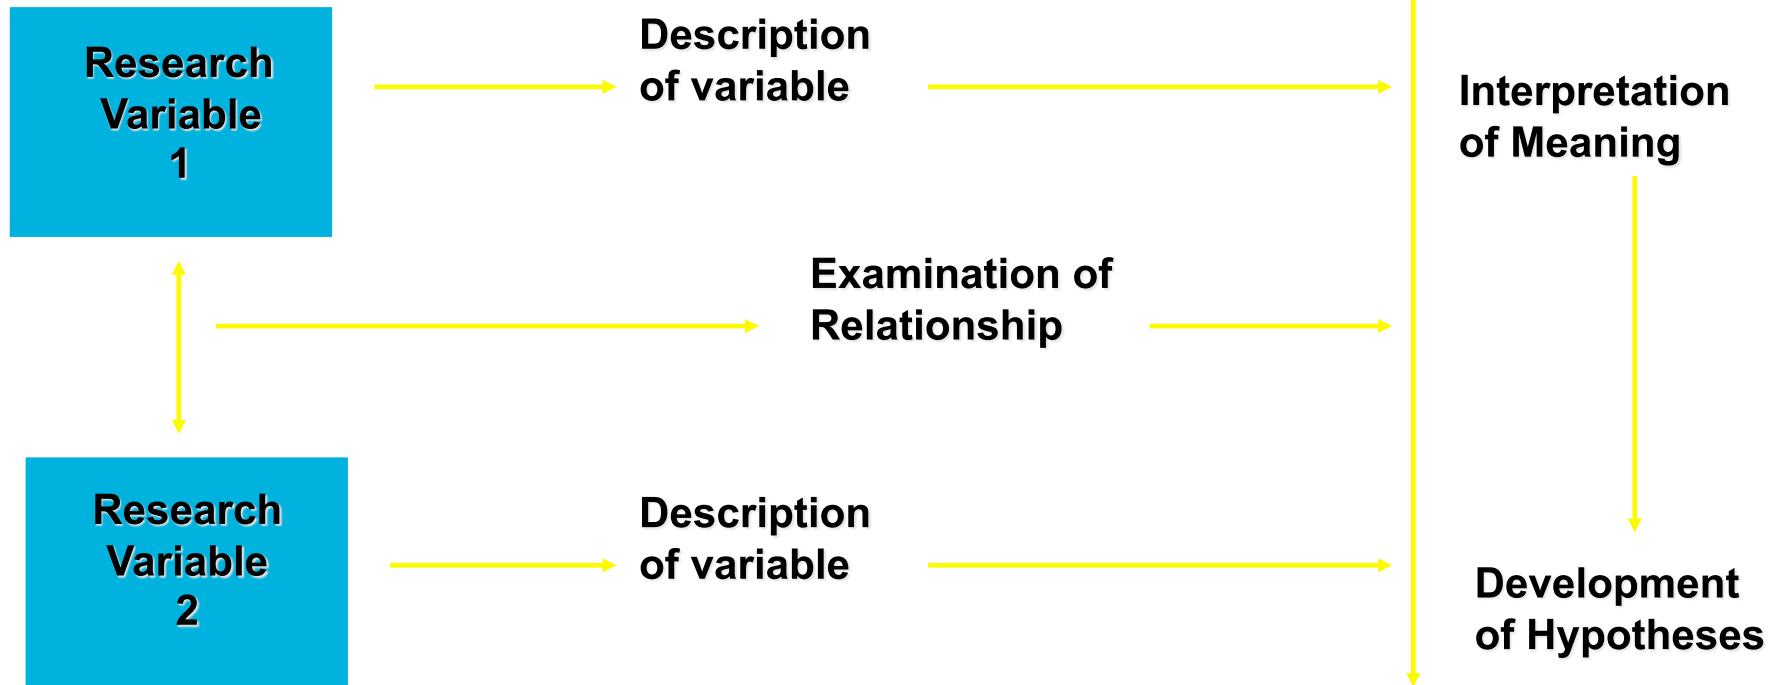 Research
Variable
1
Description
of variable
Interpretation
of Meaning
Examination of
Relationship
Research
Variable
2
Description
of variable
Development
of Hypotheses